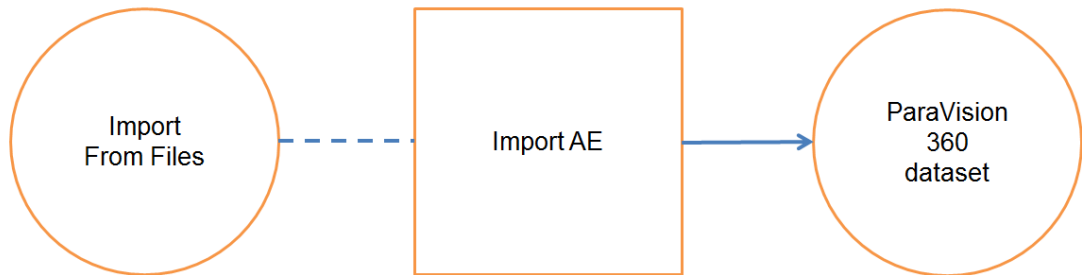 Import
From Files
Import AE
ParaVision
360
dataset